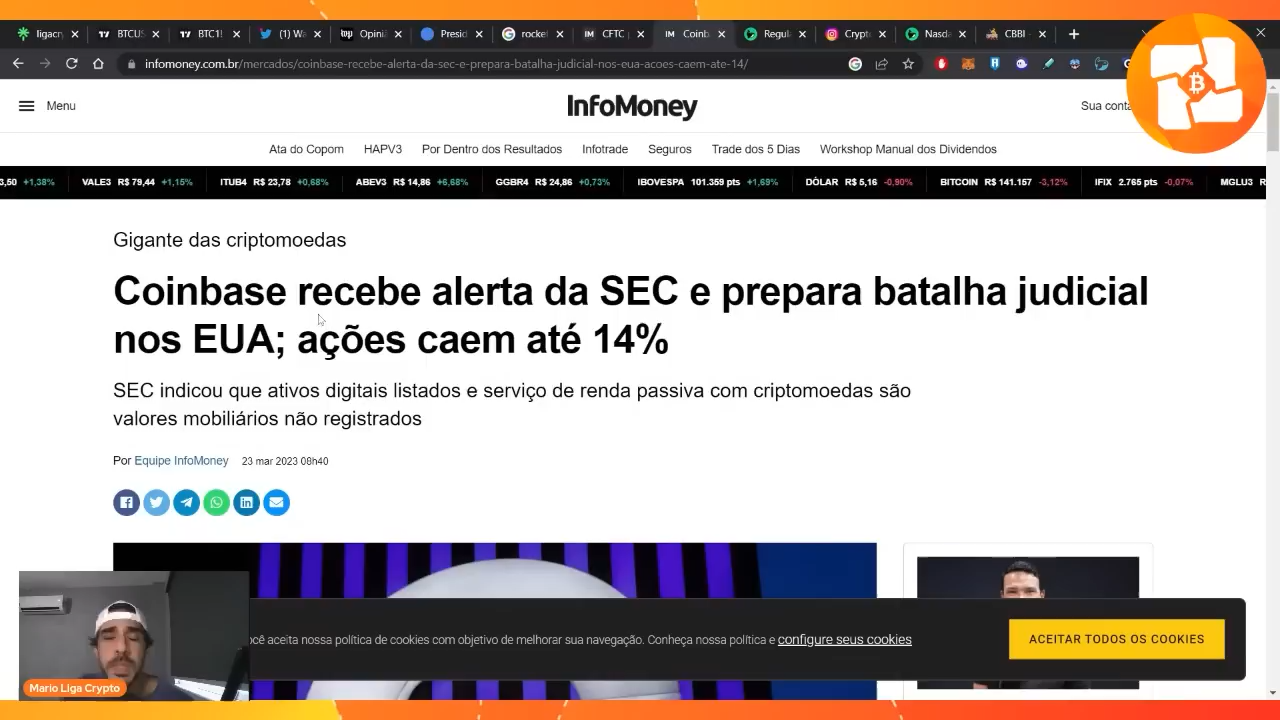 ligacry
BTCUS
BTC1!
(1) Wa
Opini
Presid
rocket
CFTC p
Coinb
Regul
Crypto
Nasda
CBBI -
infomoney.com.br/mercados/coinbase-recebe-alerta-da-sec-e-prepara-batalha-judicial-nos-eua-acoes-caem-ate-14/
Menu
InfoMoney
Sua conta
Ata do Copom HAPV3 Por Dentro dos Resultados Infotrade Seguros Trade dos 5 Dias Workshop Manual dos Dividendos
3,50 +1,38% VALE3 R$ 79,44 +1,15% ITUB4 R$ 23,78 +0,68% ABEV3 R$ 14,86 +6,68% GGBR4 R$ 24,86 +0,73% IBOVESPA 101.359 pts +1,69% DÓLAR R$ 5,16 -0,90% BITCOIN R$ 141.157 -3,12% IFIX 2.765 pts -0,07% MGLU3 R
Gigante das criptomoedas
Coinbase recebe alerta da SEC e prepara batalha judicial
nos EUA; ações caem até 14%
SEC indicou que ativos digitais listados e serviço de renda passiva com criptomoedas são
valores mobiliários não registrados
Por Equipe InfoMoney 23 mar 2023 08h40
ocê aceita nossa política de cookies com objetivo de melhorar sua navegação. Conheça nossa política e configure seus cookies
ACEITAR TODOS OS COOKIES
Mario Liga Crypto